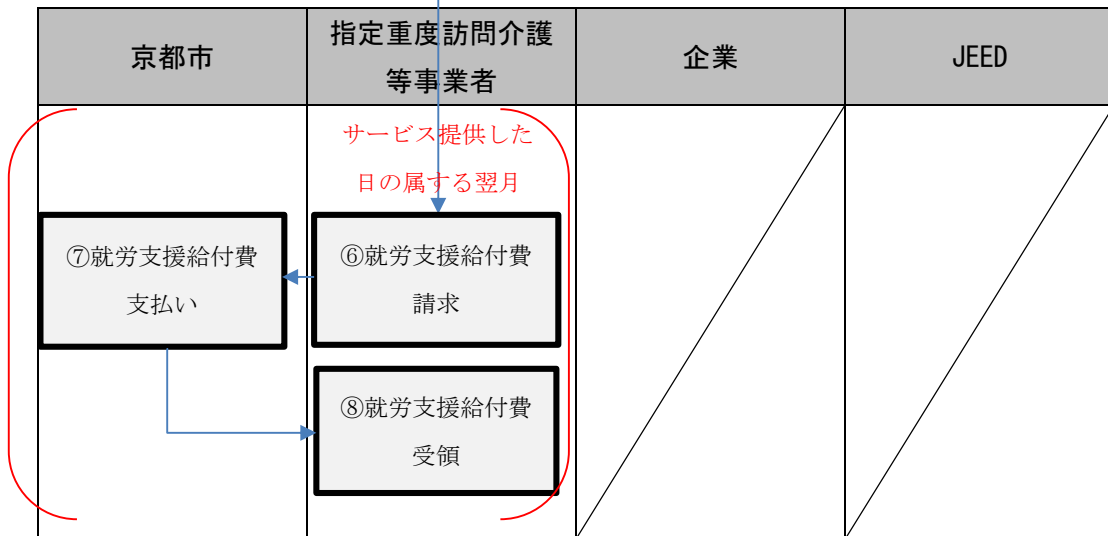 京都市
指定重度訪問介護
等事業者
企業
JEED
サービス提供した
日の属する翌月
⑦就労支援給付費
支払い
⑥就労支援給付費
請求
⑧就労支援給付費
受領